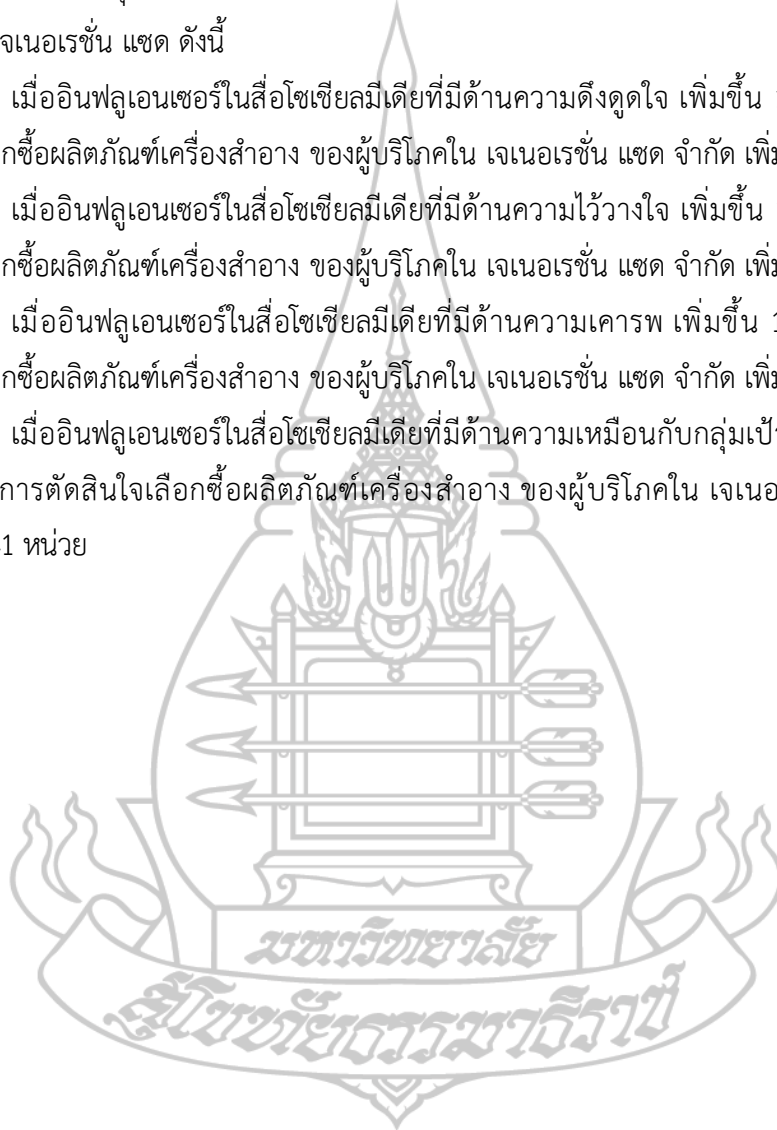 จเนอเรชั่น แซด ดังนี้
เมื่ออินฟลูเอนเซอร์ในสื่อโซเชียลมีเดียที่มีด้านความดึงดูดใจ เพิ่มขึ้น
กซื้อผลิตภัณฑ์เครื่องสำอาง ของผู้บริโภคใน เจเนอเรชั่น แซด จำกัด เพิ่ม
เมื่ออินฟลูเอนเซอร์ในสื่อโซเชียลมีเดียที่มีด้านความไว้วางใจ เพิ่มขึ้น
กซื้อผลิตภัณฑ์เครื่องสำอาง ของผู้บริโภคใน เจเนอเรชั่น แซด จำกัด เพิ่ม
เมื่ออินฟลูเอนเซอร์ในสื่อโซเชียลมีเดียที่มีด้านความเคารพ เพิ่มขึ้น 1
กซื้อผลิตภัณฑ์เครื่องสำอาง ของผู้บริโภคใน เจเนอเรชั่น แซด จำกัด เพิ่ม
เมื่ออินฟลูเอนเซอร์ในสื่อโซเชียลมีเดียที่มีด้านความเหมือนกับกลุ่มเป้า
การตัดสินใจเลือกซื้อผลิตภัณฑ์เครื่องสำอาง ของผู้บริโภคใน เจเนอ
1 หน่วย
มหาวิทยาลัย
สุโขทัยธรรมาธิราช